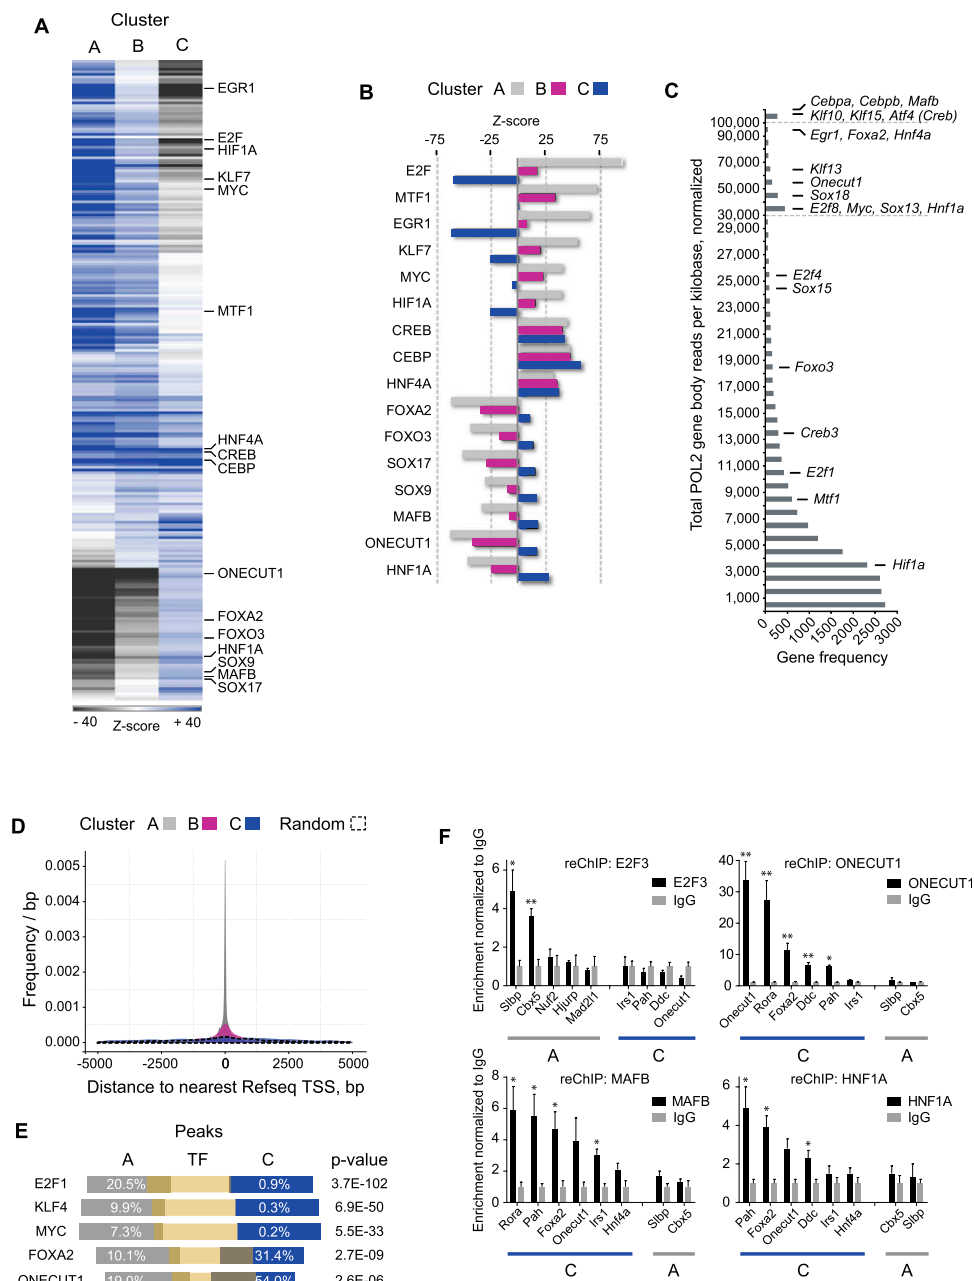 A
Cluster
A B C
EGR1
E2F
HIF1A
KLF7
MYC
MTF1
HNF4A
CREB
CEBP
ONECUT1
FOXA2
FOXO3
HNF1A
SOX9
MAFB
SOX17
- 40 Z-score + 40
B
Cluster A B C
Z-score
-75 -25 25 75
E2F
MTF1
EGR1
KLF7
MYC
HIF1A
CREB
CEBP
HNF4A
FOXA2
FOXO3
SOX17
SOX9
MAFB
ONECUT1
HNF1A
C
Total POL2 gene body reads per kilobase, normalized
100,000
90,000
70,000
50,000
30,000
29,000
27,000
25,000
23,000
21,000
19,000
17,000
15,000
13,000
11,000
9,000
7,000
5,000
3,000
1,000
Cebpa, Cebpb, Mafb
Klf10, Klf15, Atf4 (Creb)
Egr1, Foxa2, Hnf4a
Klf13
Onecut1
Sox18
E2f8, Myc, Sox13, Hnf1a
E2f4
Sox15
Foxo3
Creb3
E2f1
Mtf1
Hif1a
0 500 1000 1500 2000 2500 3000
Gene frequency
D
Cluster A B C Random
Frequency / bp
0.005
0.004
0.003
0.002
0.001
0.000
-5000 -2500 0 2500 5000
Distance to nearest Refseq TSS, bp
E
Peaks
A TF C p-value
E2F1 20.5% 0.9% 3.7E-102
KLF4 9.9% 0.3% 6.9E-50
MYC 7.3% 0.2% 5.5E-33
FOXA2 10.1% 31.4% 2.7E-09
ONECUT1 19.0% 54.0% 2.6E-06
F
Enrichment normalized to IgG
reChIP: E2F3
E2F3
IgG
6
4
2
0
* **
Slbp Cbx5 Nuf2 Hjurp Mad2l1 Irs1 Pah Ddc Onecut1
A C
reChIP: ONECUT1
ONECUT1
IgG
40
30
20
10
0
** ** ** ** *
Onecut1 Rora Foxa2 Ddc Pah Irs1 Slbp Cbx5
C A
Enrichment normalized to IgG
reChIP: MAFB
MAFB
IgG
6
4
2
0
* * * *
Rora Pah Foxa2 Onecut1 Irs1 Hnf4a Slbp Cbx5
C A
reChIP: HNF1A
HNF1A
IgG
6
4
2
0
* * *
Pah Foxa2 Onecut1 Ddc Irs1 Hnf4a Cbx5 Slbp
C A